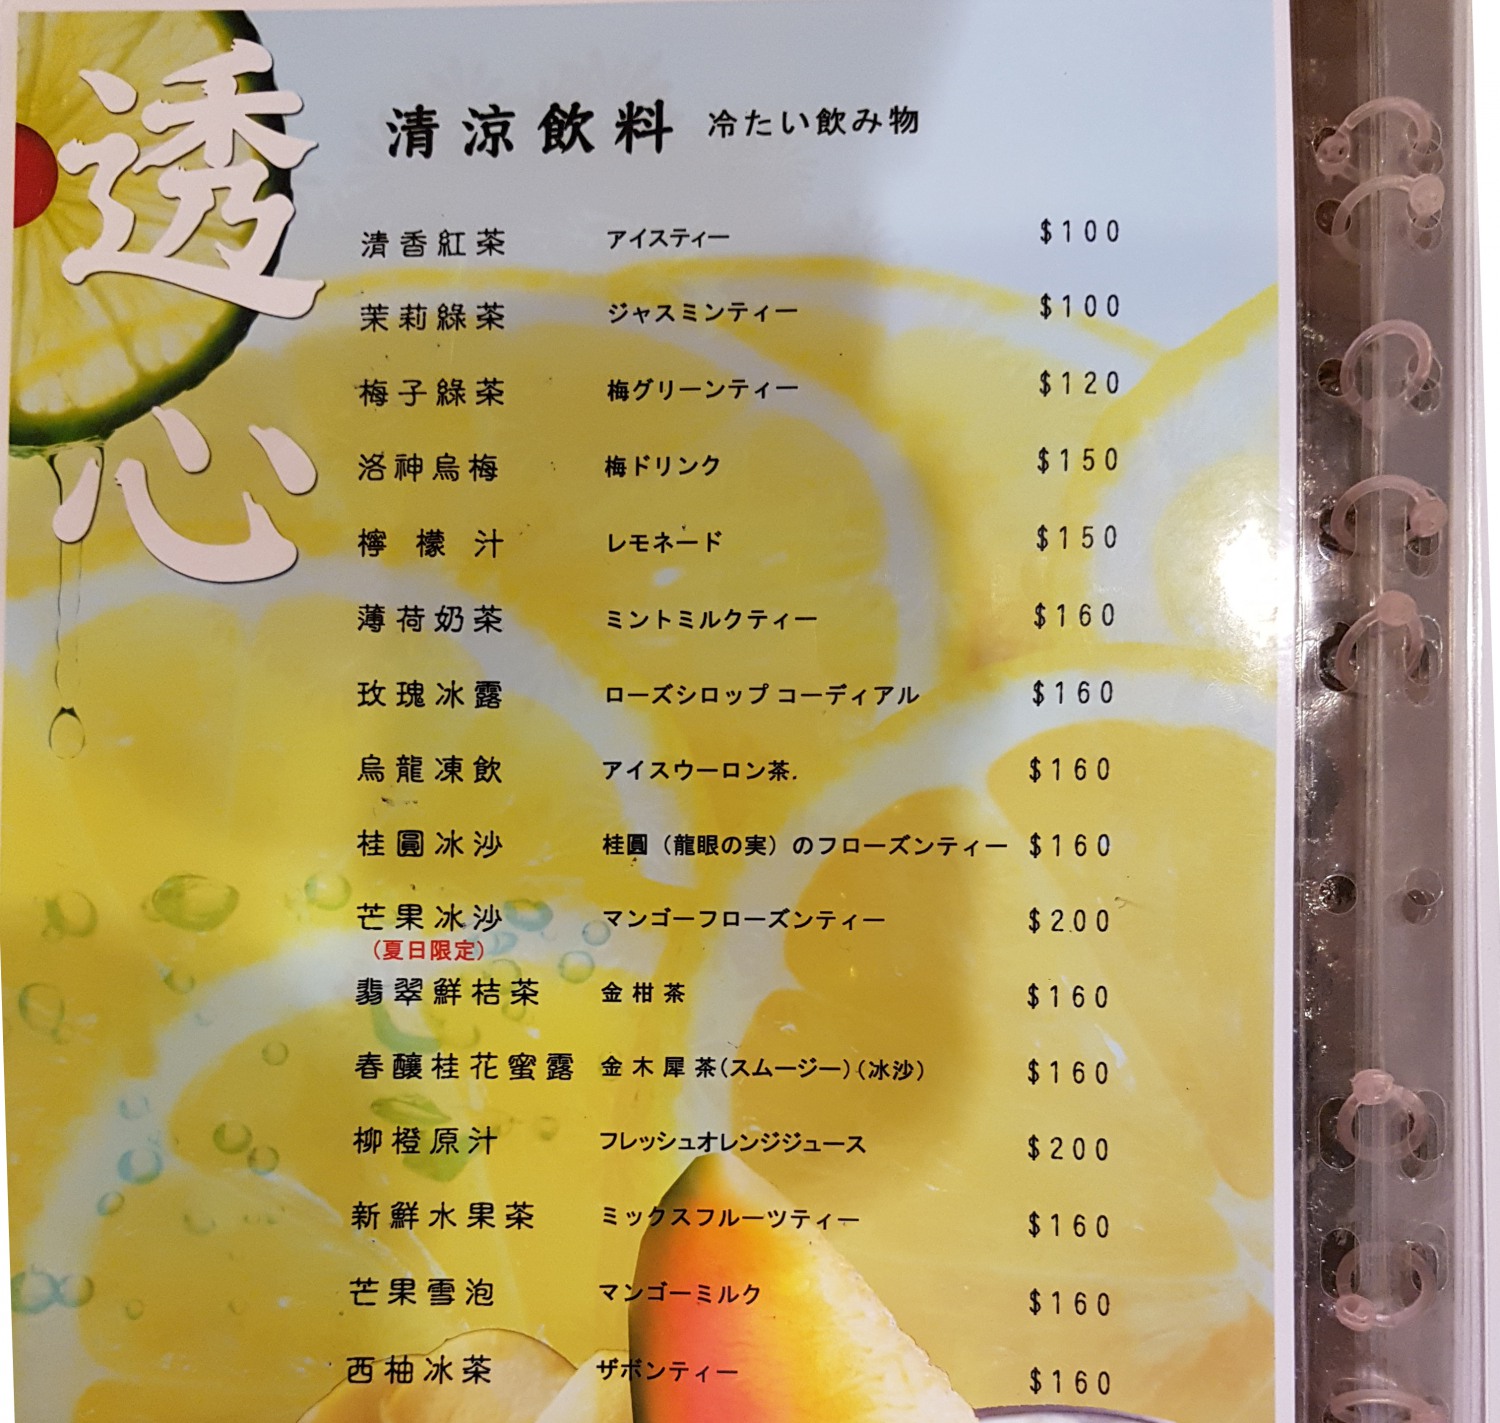 透心
清涼飲料 冷たい飲み物
清香紅茶 アイスティー $100
茉莉綠茶 ジャスミンティー $100
梅子綠茶 梅グリーンティー $120
洛神烏梅 梅ドリンク $150
檸檬汁 レモネード $150
薄荷奶茶 ミントミルクティー $160
玫瑰冰露 ローズシロップ コーディアル $160
烏龍凍飲 アイスウーロン茶. $160
桂圓冰沙 桂圓（龍眼の実）のフローズンティー $160
芒果冰沙 マンゴーフローズンティー $200
(夏日限定)
翡翠鮮桔茶 金柑茶 $160
春釀桂花蜜露 金木犀茶(スムージー)(冰沙) $160
柳橙原汁 フレッシュオレンジジュース $200
新鮮水果茶 ミックスフルーツティー $160
芒果雪泡 マンゴーミルク $160
西柚冰茶 ザボンティー $160